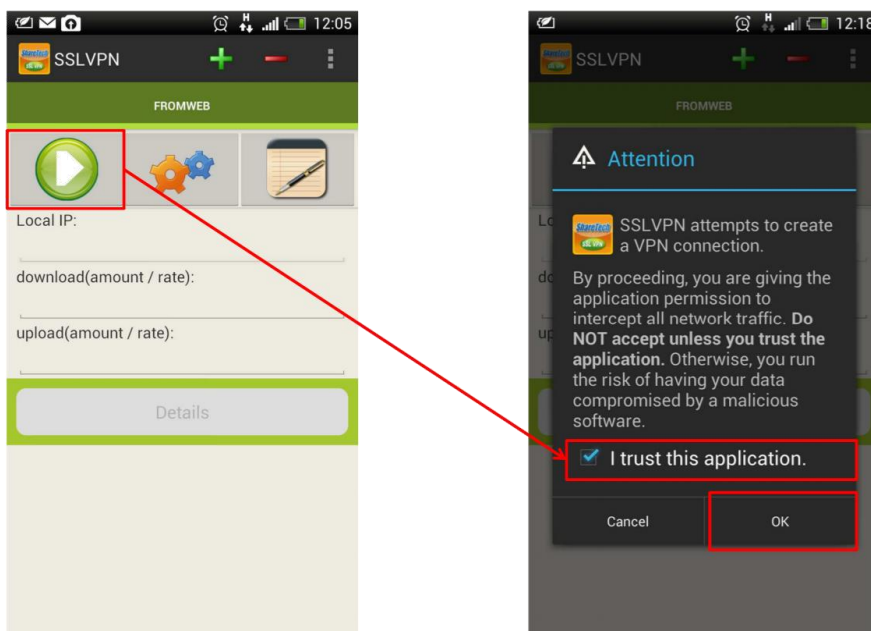 12:05
SSLVPN
FROMWEB
Local IP:
download(amount / rate):
upload(amount / rate):
Details
12:18
SSLVPN
FROMWEB
Attention
ShareTech
SSL VPN
SSLVPN attempts to create
a VPN connection.
By proceeding, you are giving the
application permission to
intercept all network traffic. Do
NOT accept unless you trust the
application. Otherwise, you run
the risk of having your data
compromised by a malicious
software.
I trust this application.
Cancel
OK